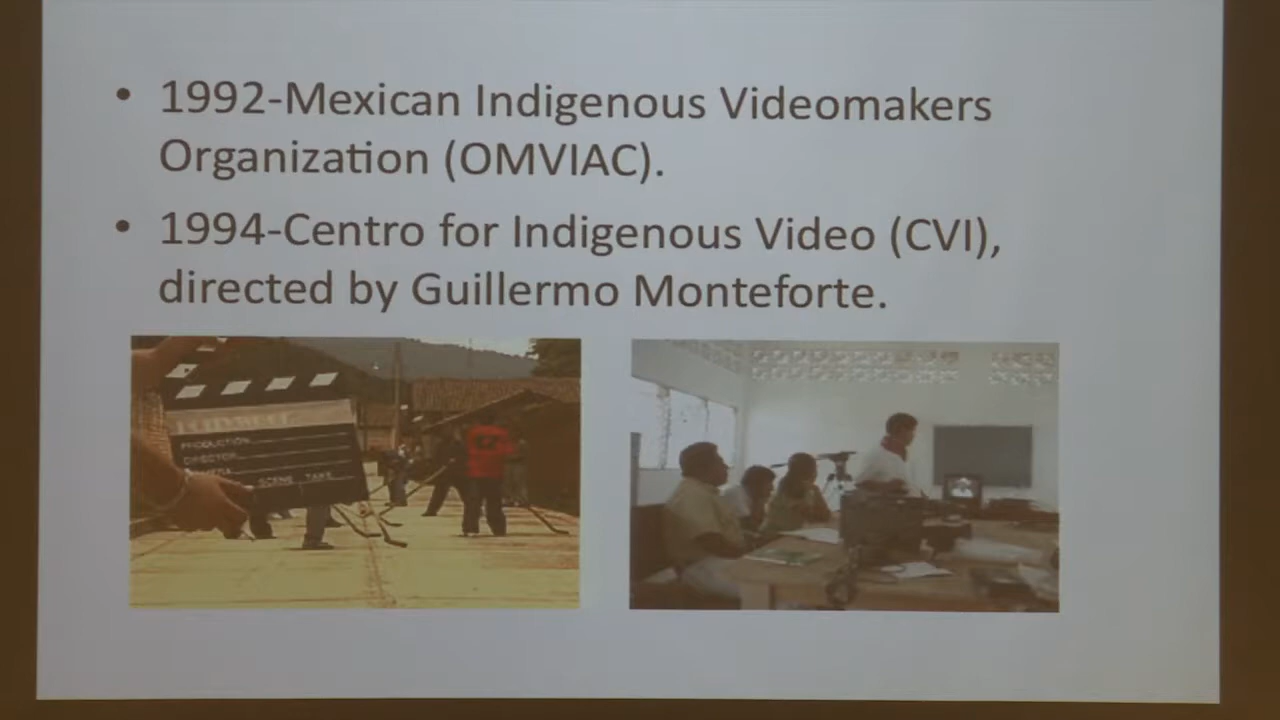 • 1992-Mexican Indigenous Videomakers
Organization (OMVIAC).
• 1994-Centro for Indigenous Video (CVI),
directed by Guillermo Monteforte.
PRODUCTION
DIRECTOR
SCENE TAKE